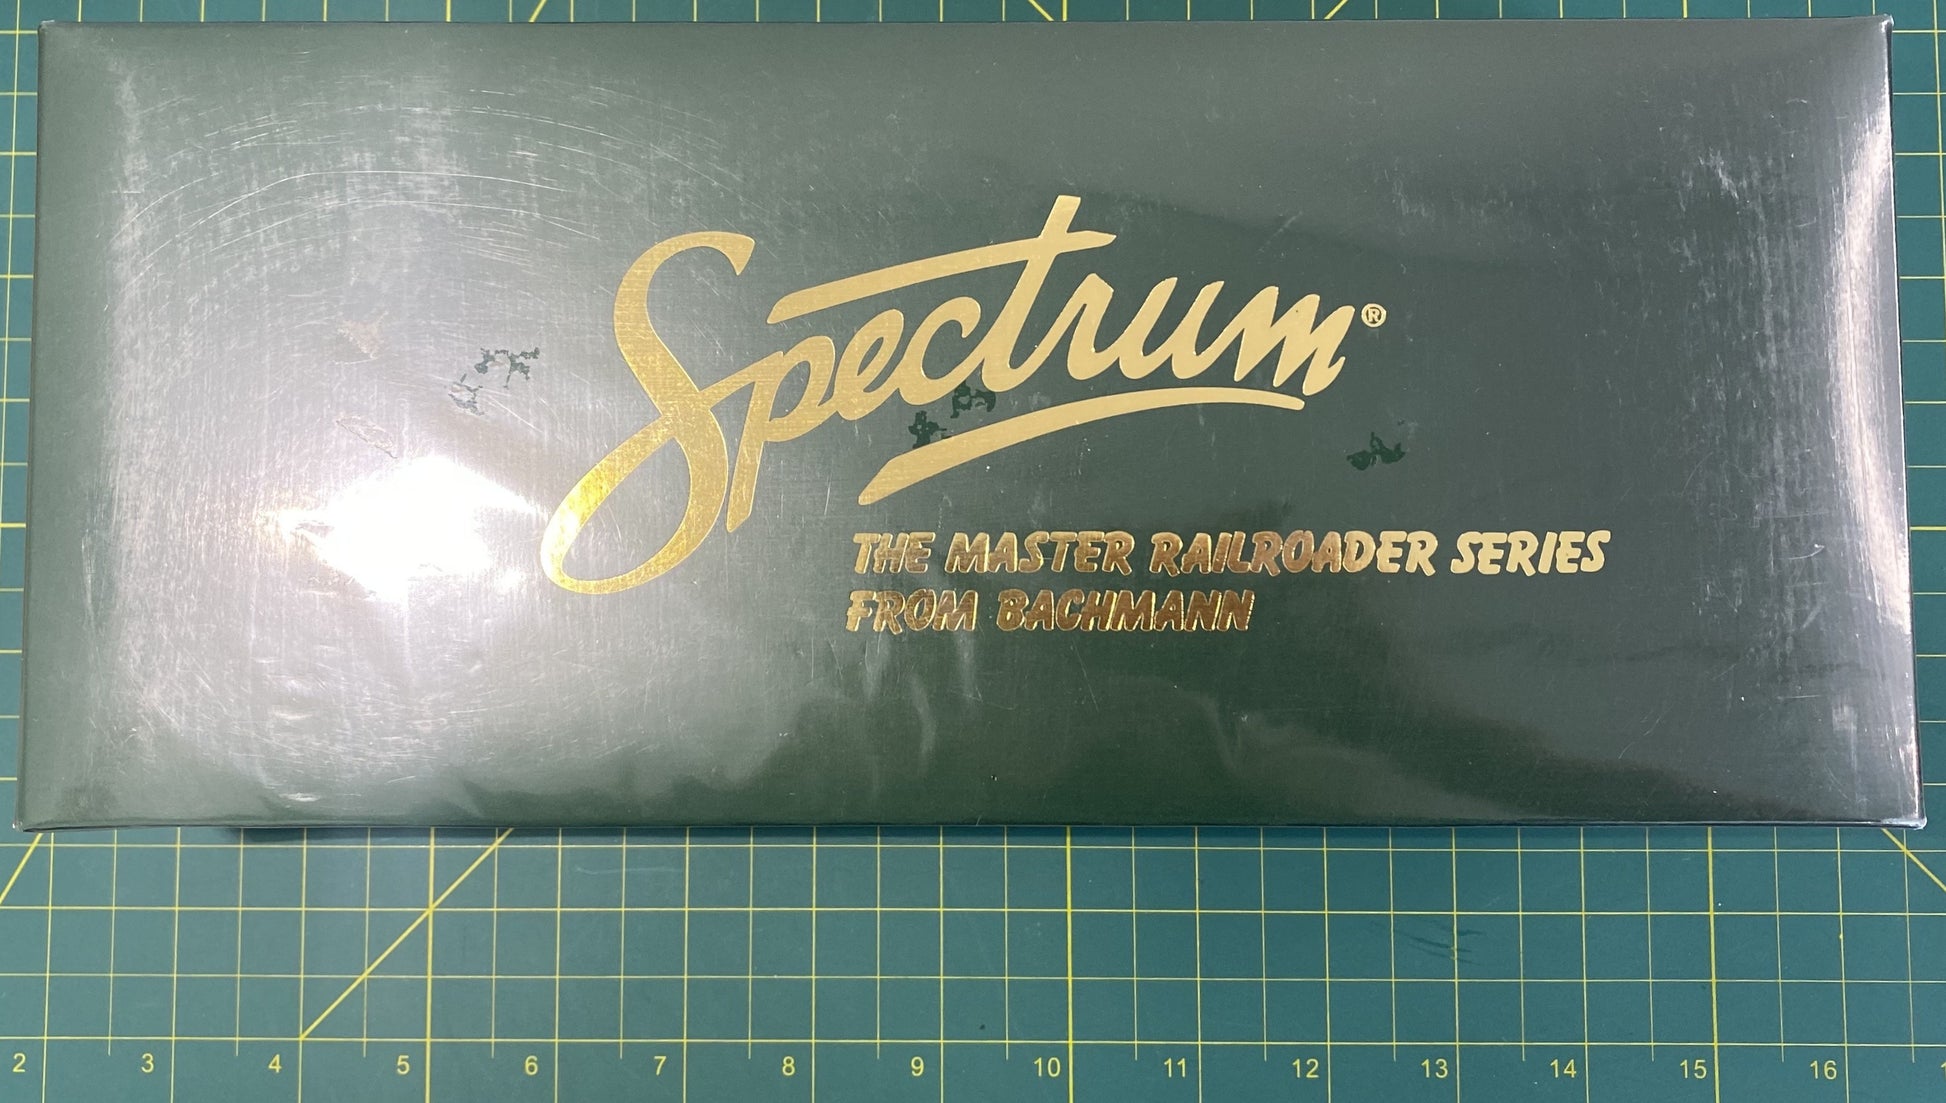 Spectrum®
THE MASTER RAILROADER SERIES
FROM BACHMANN
2 3 4 5 6 7 8 9 10 11 12 13 14 15 16